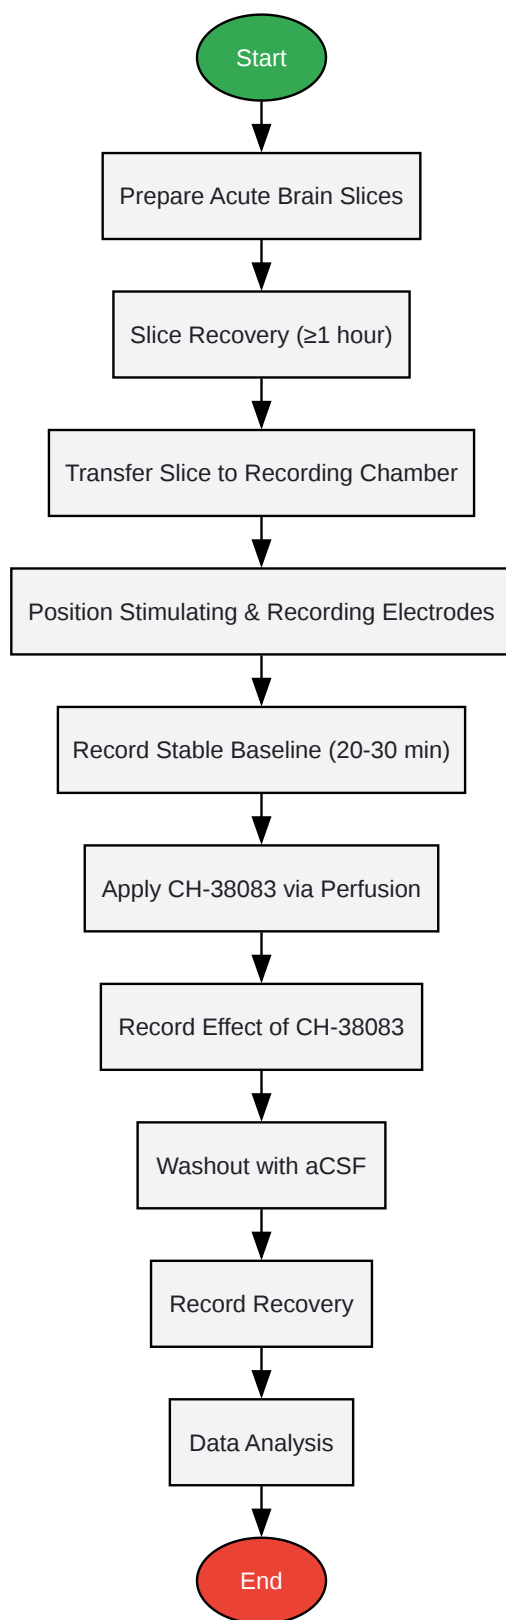 Start
Prepare Acute Brain Slices
Slice Recovery (≥1 hour)
Transfer Slice to Recording Chamber
Position Stimulating & Recording Electrodes
Record Stable Baseline (20-30 min)
Apply CH-38083 via Perfusion
Record Effect of CH-38083
Washout with aCSF
Record Recovery
Data Analysis
End